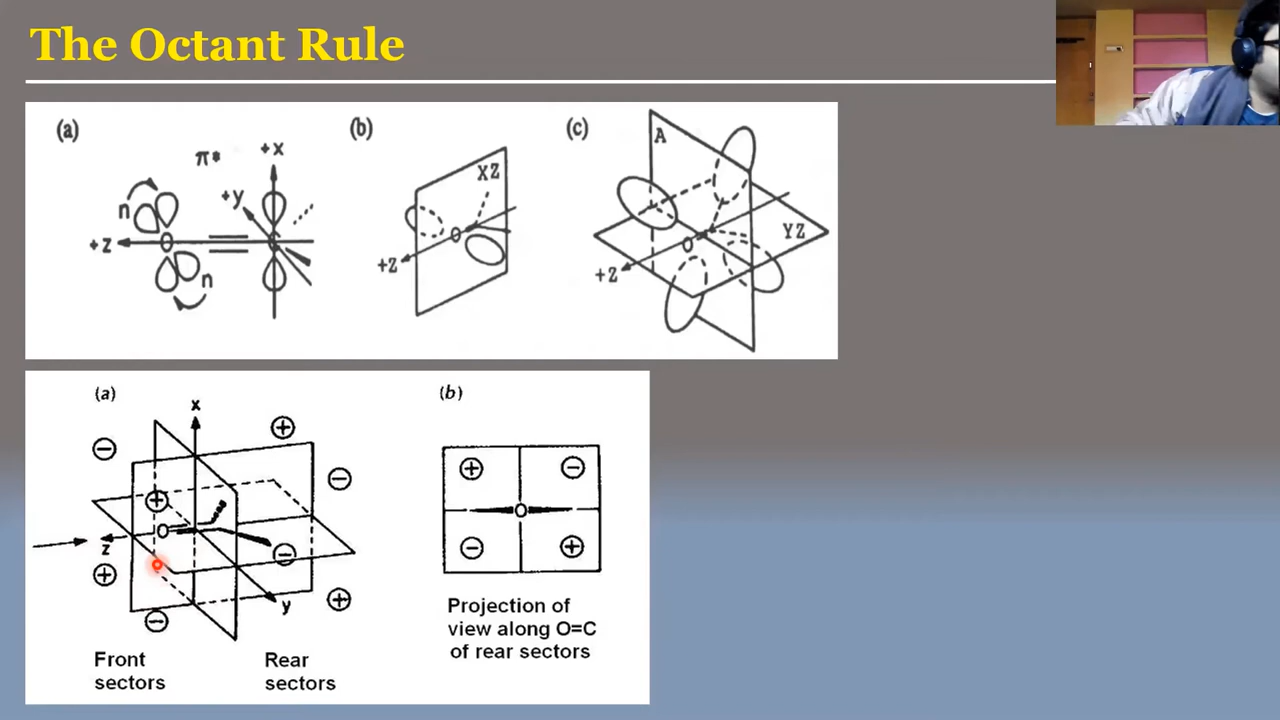 The Octant Rule
(a)
(b)
(c)
π* +X
+y
n
+Z O C
n
XZ
O
+Z
A
YZ
O
+Z
(a)
(b)
x
⊖ ⊕
⊖
⊕
O
z
⊖
⊕
y ⊕
⊖
Front sectors
Rear sectors
⊕ ⊖
O
⊖ ⊕
Projection of
view along O=C
of rear sectors